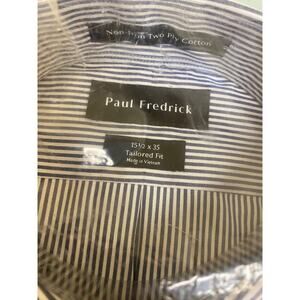 Non-Iron Two Ply Cotton
Paul Fredrick
15 1/2 x 35
Tailored Fit
Made in Vietnam